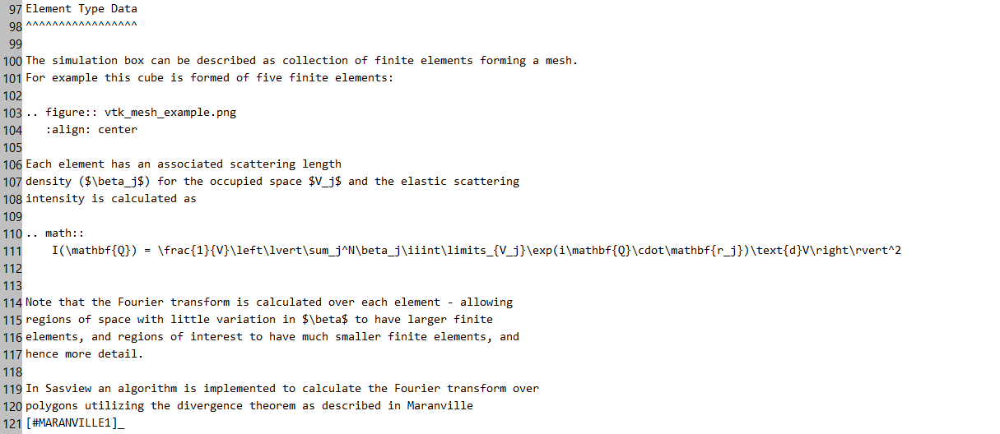 97 Element Type Data
98 ^^^^^^^^^^^^^^^^^
99
100 The simulation box can be described as collection of finite elements forming a mesh.
101 For example this cube is formed of five finite elements:
102
103 .. figure:: vtk_mesh_example.png
104    :align: center
105
106 Each element has an associated scattering length
107 density ($\beta_j$) for the occupied space $V_j$ and the elastic scattering
108 intensity is calculated as
109
110 .. math::
111     I(\mathbf{Q}) = \frac{1}{V}\left\lvert\sum_j^N\beta_j\iiint\limits_{V_j}\exp(i\mathbf{Q}\cdot\mathbf{r_j})\text{d}V\right\rvert^2
112
113
114 Note that the Fourier transform is calculated over each element - allowing
115 regions of space with little variation in $\beta$ to have larger finite
116 elements, and regions of interest to have much smaller finite elements, and
117 hence more detail.
118
119 In Sasview an algorithm is implemented to calculate the Fourier transform over
120 polygons utilizing the divergence theorem as described in Maranville
121 [#MARANVILLE1]_